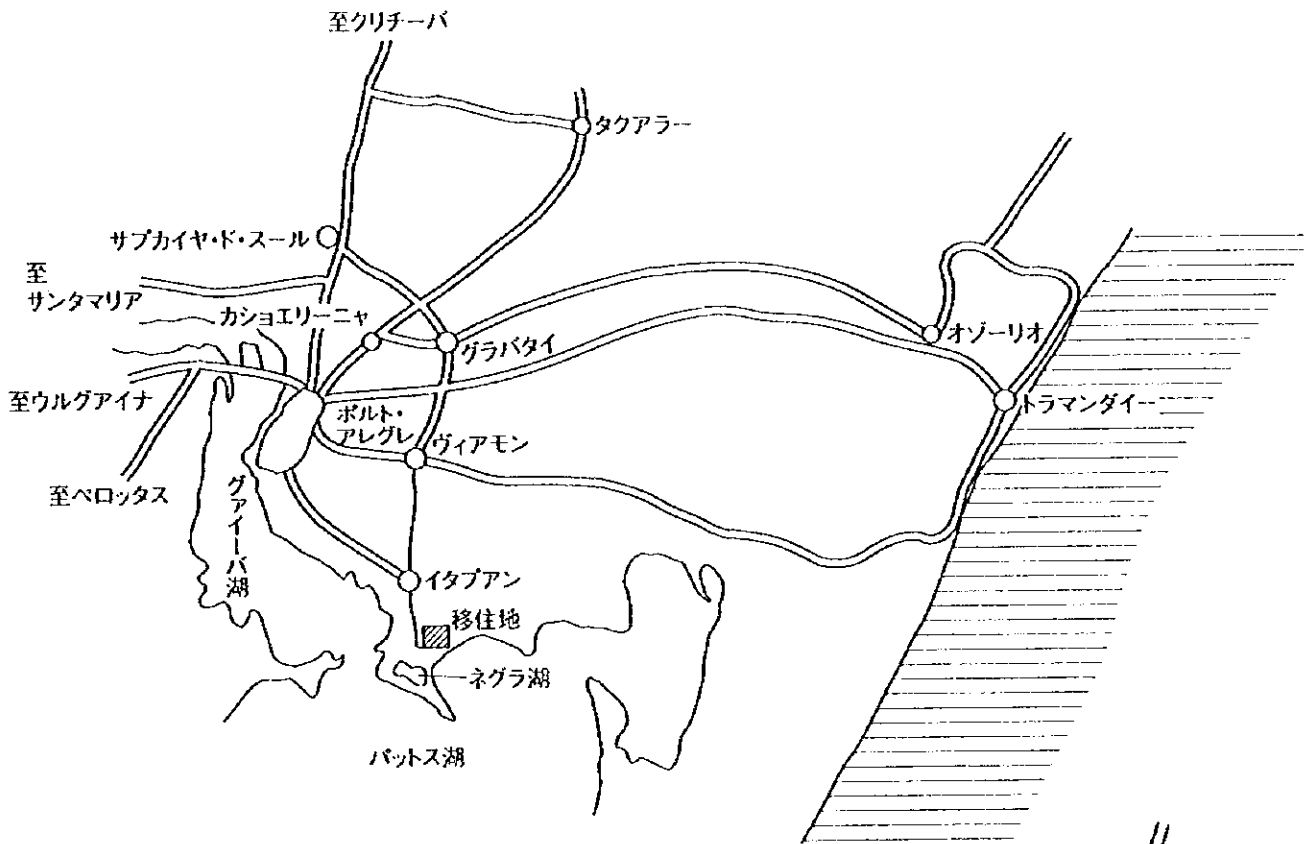 至クリチーバ
タクアラー
サプカイヤ・ド・スール
至
サンタマリア
カショエリーニャ
グラバタイ
オゾーリオ
至ウルグアイナ
トラマンダイー
ポルト・
アレグレ
ヴィアモン
至ペロッタス
グァイーバ湖
イタプアン
移住地
ネグラ湖
パットス湖